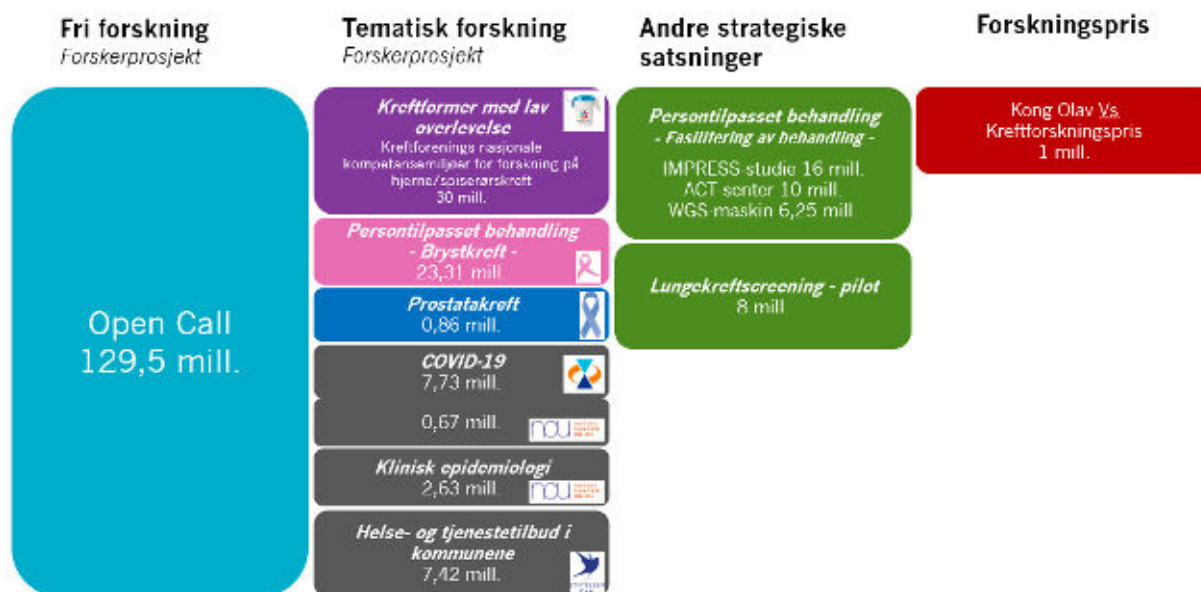 Fri forskning
Forskerprosjekt
Open Call
129,5 mill.
Tematisk forskning
Forskerprosjekt
Kreftformer med lav
overlevelse
Kreftforenings nasjonale
kompetansemiljøer for forskning på
hjerne/spiserørskreft
30 mill.
Persontilpasset behandling
- Brystkreft -
23,31 mill
Prostatakreft
0,86 mill.
COVID-19
7,73 mill.
0,67 mill.
ncu
Klinisk epidemiologi
2,63 mill.
ncu
Helse- og tjenestetilbud i
kommunene
7,42 mill.
Andre strategiske
satsninger
Persontilpasset behandling
- Fasilitering av behandling -
IMPRESS-studie 16 mill.
ACT-senter 10 mill.
WGS-maskin 6,25 mill
Lungekreftscreening - pilot
8 mill
Forskningspris
Kong Olav Vs
Kreftforskningspris
1 mill.